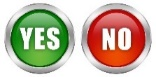 YES NO